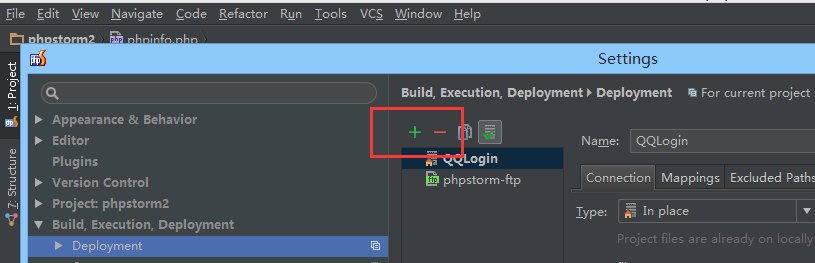 File Edit View Navigate Code Refactor Run Tools VCS Window Help
phpstorm2 phpinfo.php
Settings
1: Project
Z: Structure
Appearance & Behavior
Editor
Plugins
Version Control
Project: phpstorm2
Build, Execution, Deployment
Deployment
Build, Execution, Deployment Deployment For current project
QQLogin
phpstorm-ftp
Name: QQLogin
Connection Mappings Excluded Paths
Type: In place
Project files are already on locally